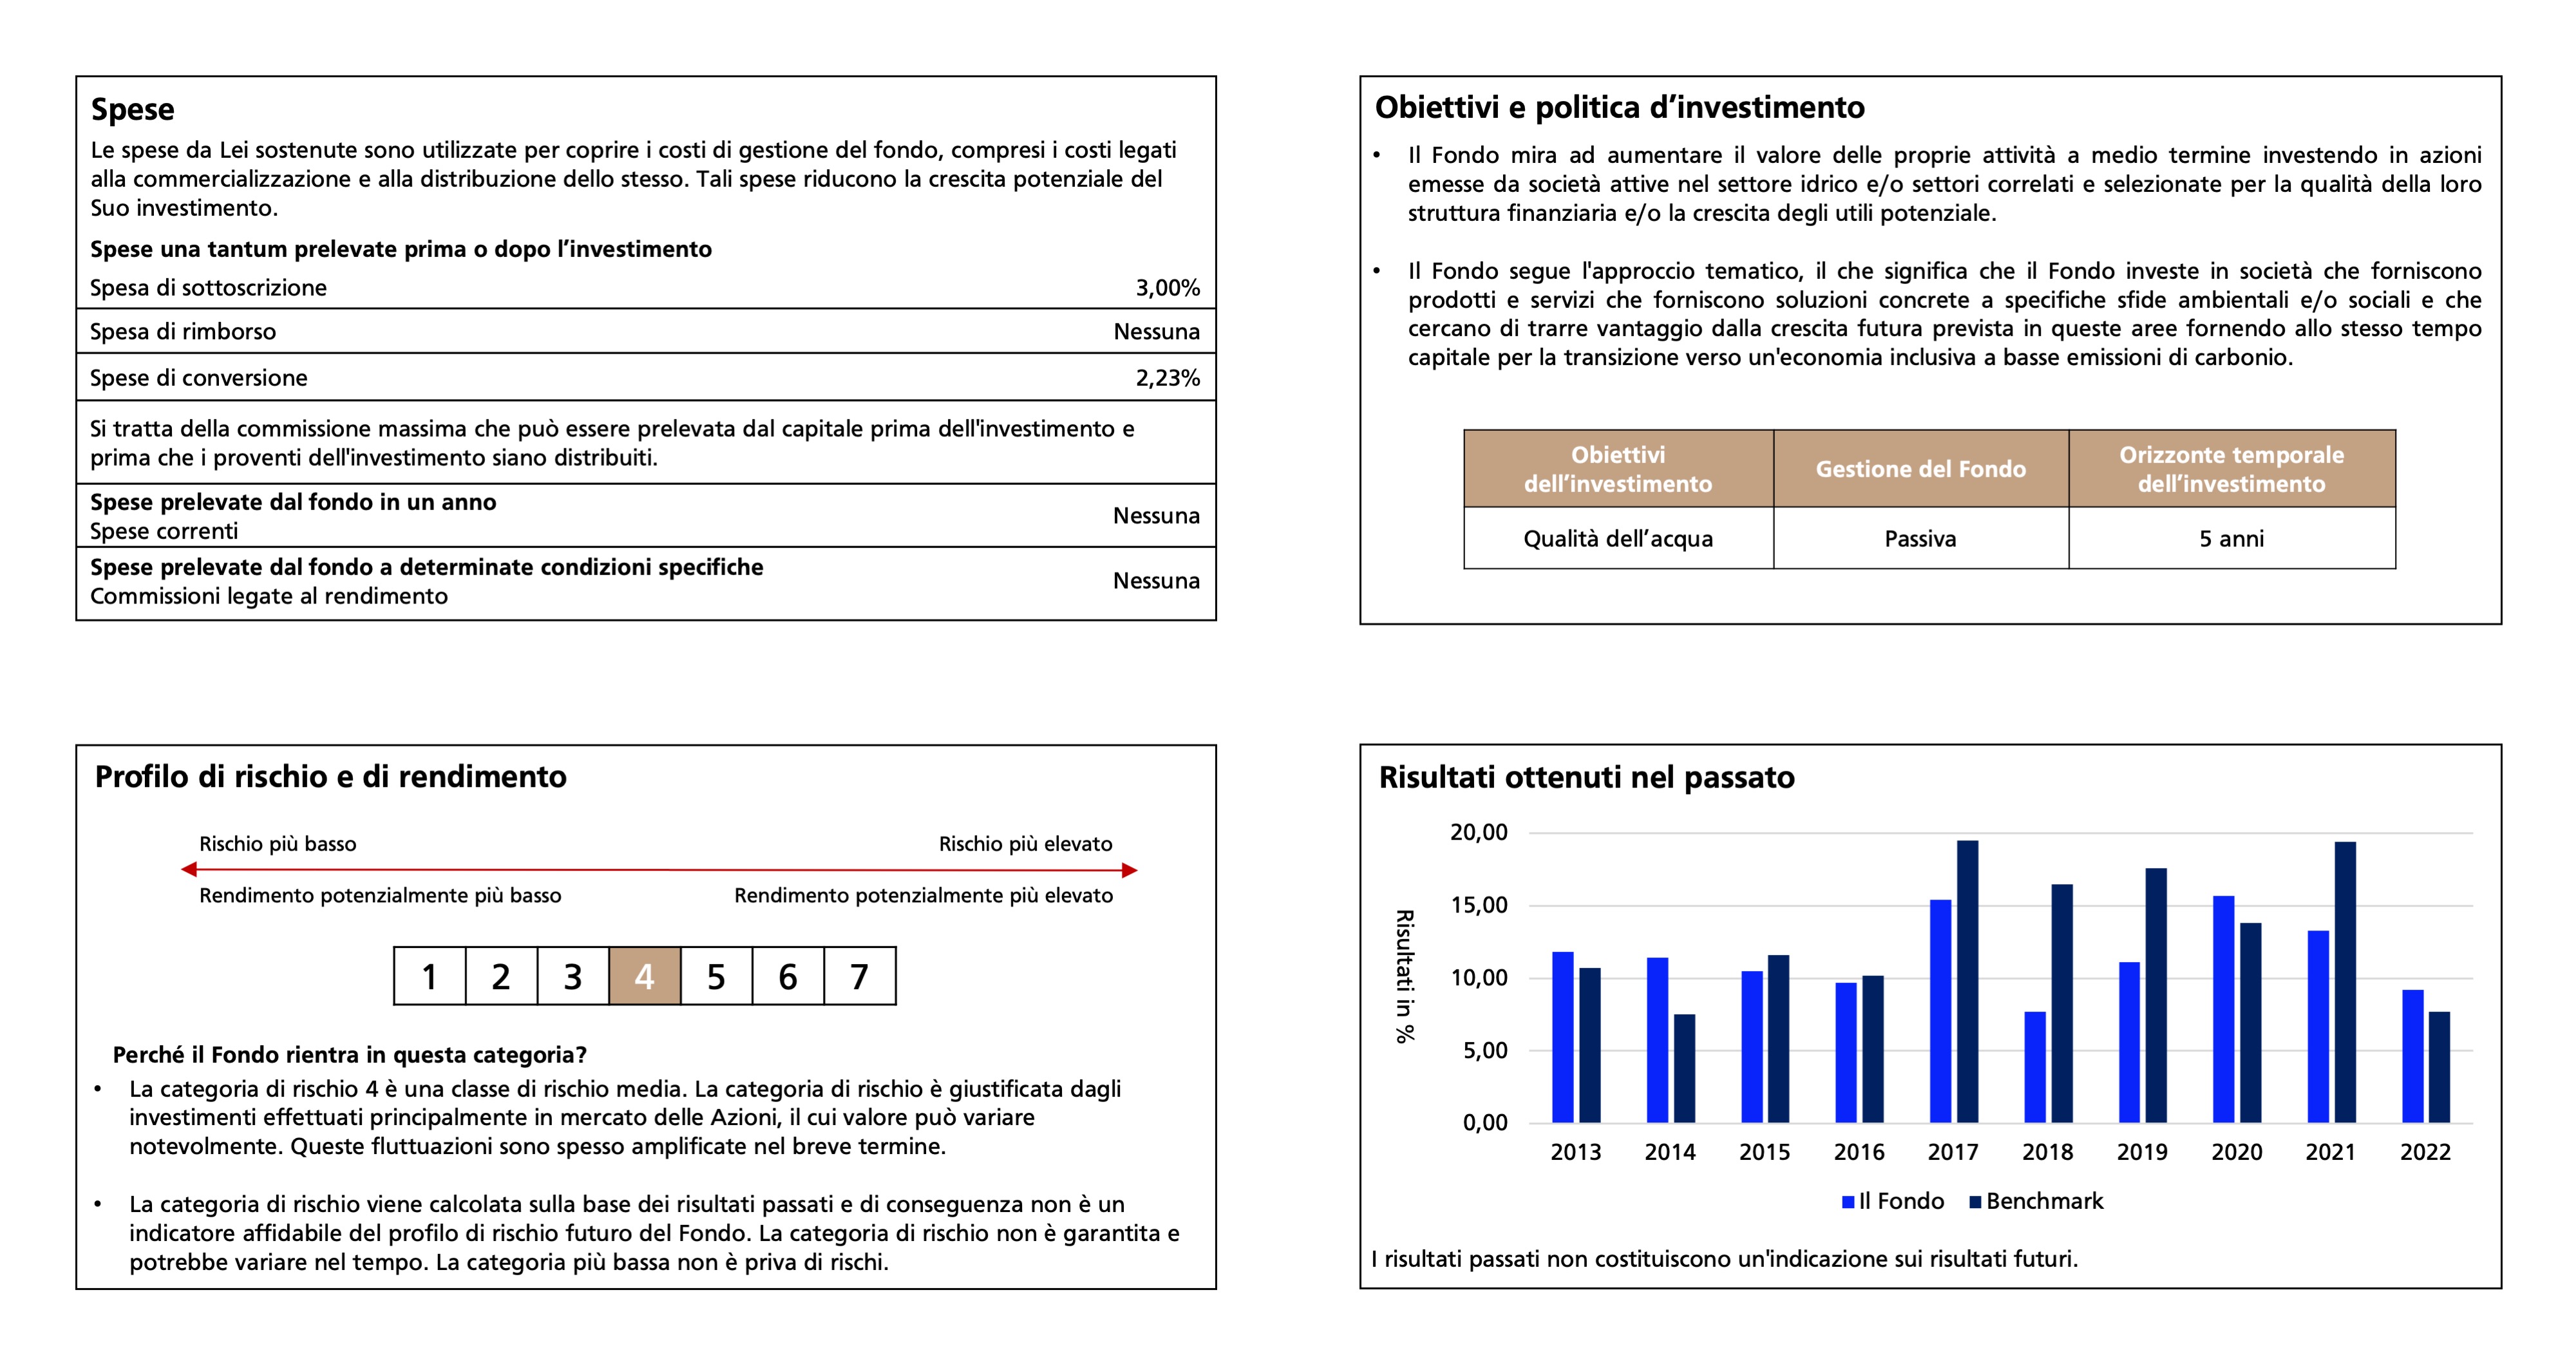 Spese
Le spese da Lei sostenute sono utilizzate per coprire i costi di gestione del fondo, compresi i costi legati
alla commercializzazione e alla distribuzione dello stesso. Tali spese riducono la crescita potenziale del
Suo investimento.
Spese una tantum prelevate prima o dopo l’investimento
Spesa di sottoscrizione 3,00%
Spesa di rimborso Nessuna
Spese di conversione 2,23%
Si tratta della commissione massima che può essere prelevata dal capitale prima dell'investimento e
prima che i proventi dell'investimento siano distribuiti.
Spese prelevate dal fondo in un anno
Spese correnti Nessuna
Spese prelevate dal fondo a determinate condizioni specifiche
Commissioni legate al rendimento Nessuna
Obiettivi e politica d’investimento
• Il Fondo mira ad aumentare il valore delle proprie attività a medio termine investendo in azioni
emesse da società attive nel settore idrico e/o settori correlati e selezionate per la qualità della loro
struttura finanziaria e/o la crescita degli utili potenziale.
• Il Fondo segue l'approccio tematico, il che significa che il Fondo investe in società che forniscono
prodotti e servizi che forniscono soluzioni concrete a specifiche sfide ambientali e/o sociali e che
cercano di trarre vantaggio dalla crescita futura prevista in queste aree fornendo allo stesso tempo
capitale per la transizione verso un'economia inclusiva a basse emissioni di carbonio.
Obiettivi
dell’investimento
Gestione del Fondo
Orizzonte temporale
dell’investimento
Qualità dell’acqua Passiva 5 anni
Profilo di rischio e di rendimento
Rischio più basso Rischio più elevato
Rendimento potenzialmente più basso Rendimento potenzialmente più elevato
1 2 3 4 5 6 7
Perché il Fondo rientra in questa categoria?
• La categoria di rischio 4 è una classe di rischio media. La categoria di rischio è giustificata dagli
investimenti effettuati principalmente in mercato delle Azioni, il cui valore può variare
notevolmente. Queste fluttuazioni sono spesso amplificate nel breve termine.
• La categoria di rischio viene calcolata sulla base dei risultati passati e di conseguenza non è un
indicatore affidabile del profilo di rischio futuro del Fondo. La categoria di rischio non è garantita e
potrebbe variare nel tempo. La categoria più bassa non è priva di rischi.
Risultati ottenuti nel passato
Risultati in %
20,00
15,00
10,00
5,00
0,00
2013 2014 2015 2016 2017 2018 2019 2020 2021 2022
Il Fondo Benchmark
I risultati passati non costituiscono un'indicazione sui risultati futuri.